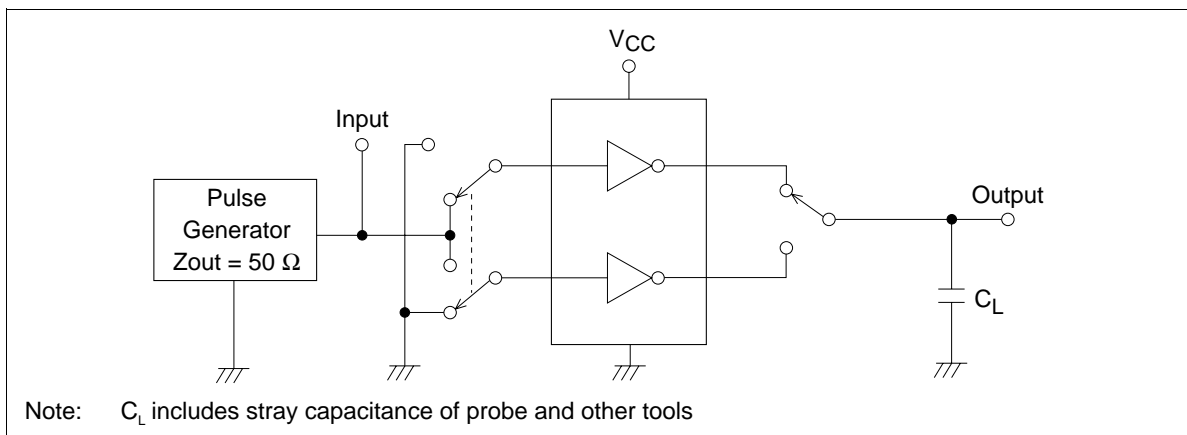 VCC
Input
Pulse
Generator
Zout = 50 Ω
Output
CL
Note: CL includes stray capacitance of probe and other tools